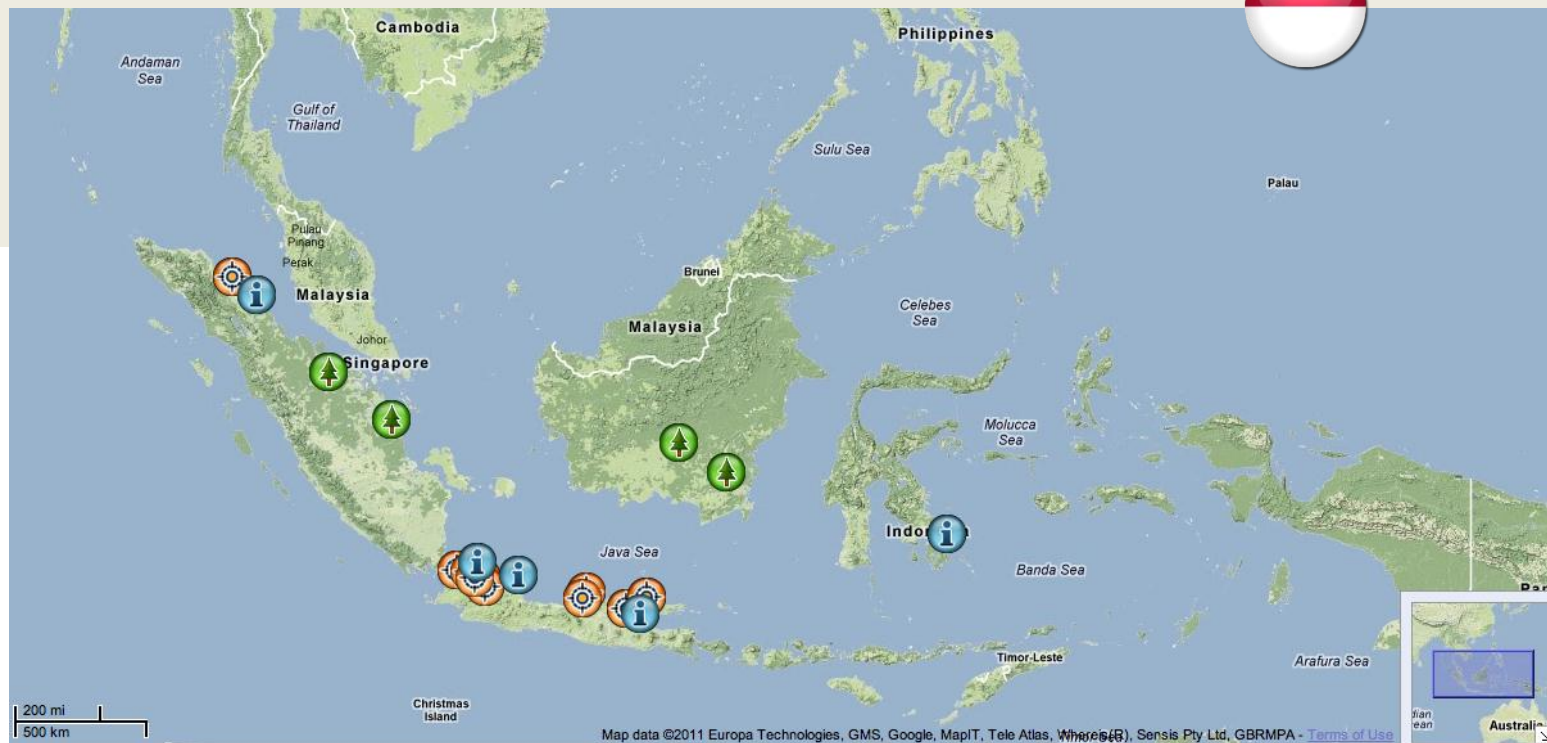 Cambodia
Philippines
Andaman
Sea
Gulf of
Thailand
Sulu Sea
Palau
Pulau
Pinang
Perak
Brunei
Malaysia
Celebes
Sea
Malaysia
Johor
Singapore
Molucca
Sea
Java Sea
Banda Sea
Timor-Leste
Arafura Sea
Christmas
Island
200 mi
500 km
Australia
Map data ©2011 Europa Technologies, GMS, Google, MapIT, Tele Atlas, Whereis(R), Sensis Pty Ltd, GBRMPA - Terms of Use